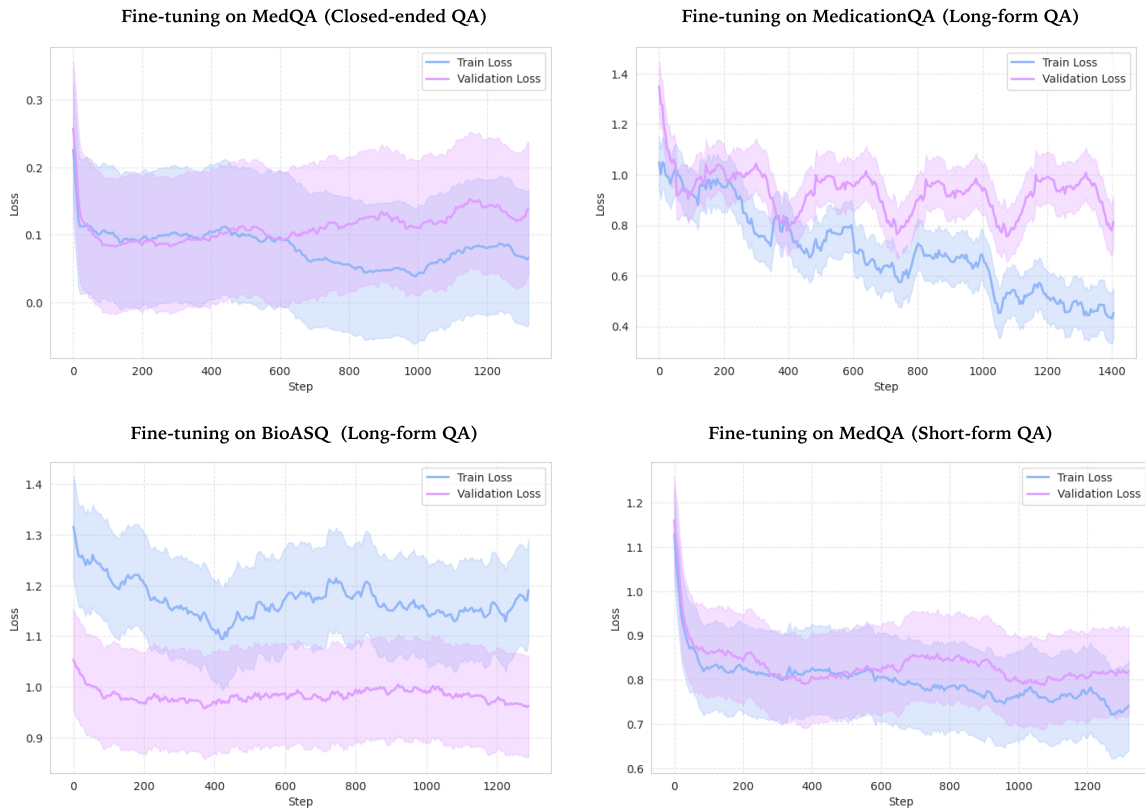 Fine-tuning on MedQA (Closed-ended QA)
Train Loss
Validation Loss
0.3
0.2
0.1
0.0
Loss
0 200 400 600 800 1000 1200
Step
Fine-tuning on MedicationQA (Long-form QA)
Train Loss
Validation Loss
1.4
1.2
1.0
0.8
0.6
0.4
Loss
0 200 400 600 800 1000 1200 1400
Step
Fine-tuning on BioASQ (Long-form QA)
Train Loss
Validation Loss
1.4
1.3
1.2
1.1
1.0
0.9
Loss
0 200 400 600 800 1000 1200
Step
Fine-tuning on MedQA (Short-form QA)
Train Loss
Validation Loss
1.2
1.1
1.0
0.9
0.8
0.7
0.6
Loss
0 200 400 600 800 1000 1200
Step